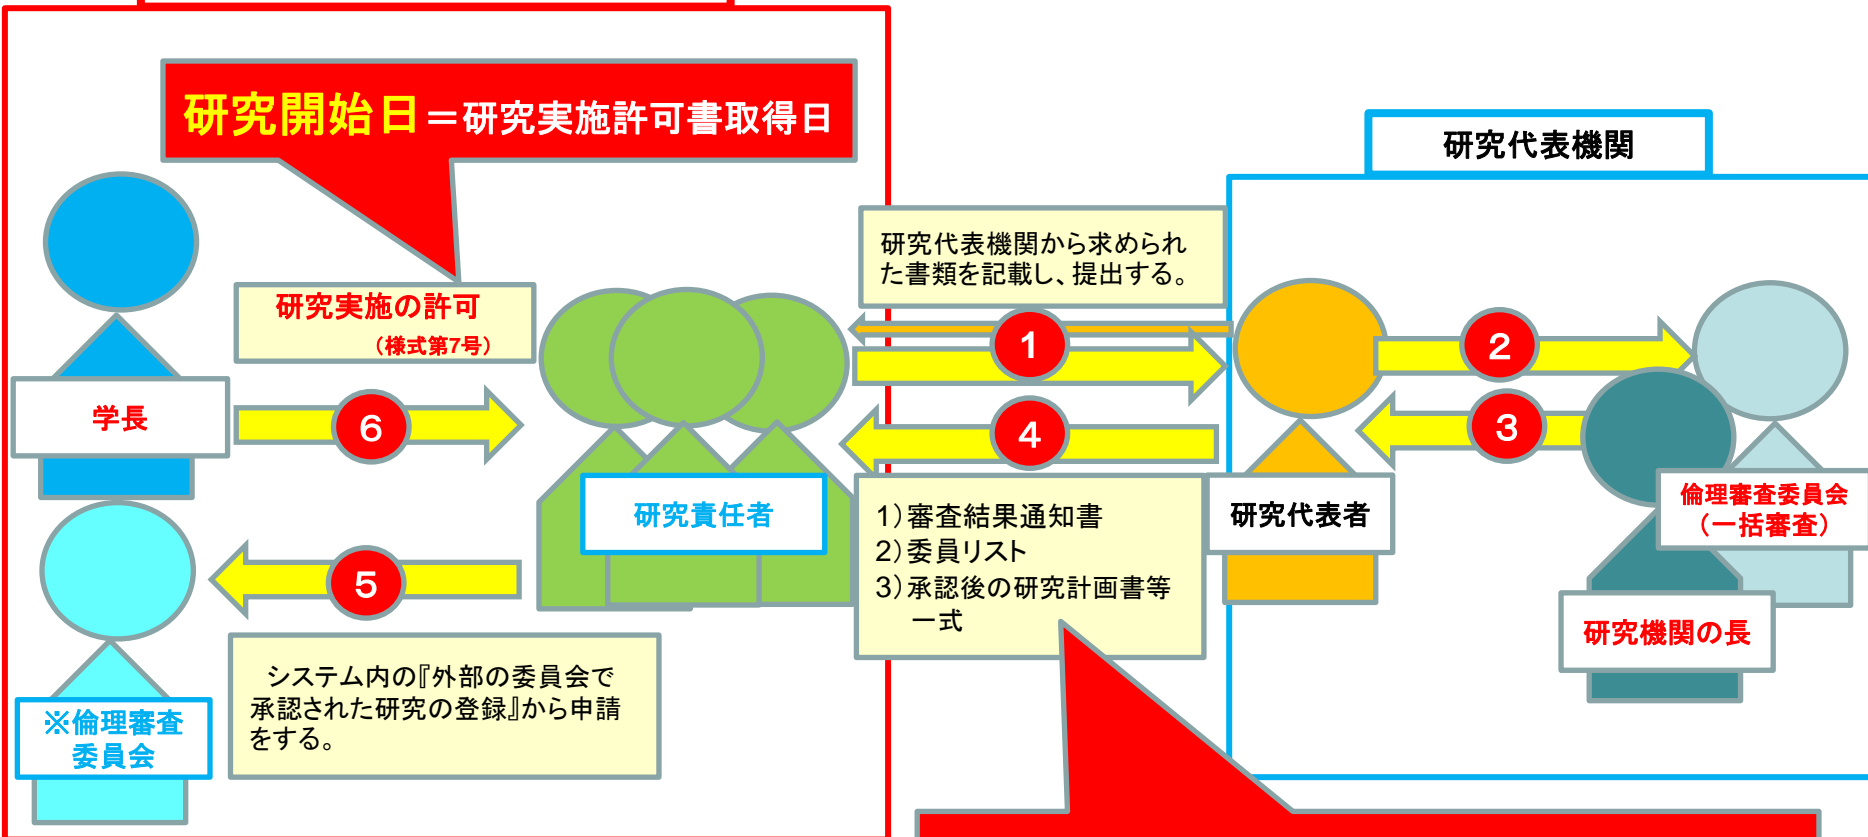 研究開始日＝研究実施許可書取得日
研究代表機関
研究代表機関から求められ
た書類を記載し、提出する。
研究実施の許可
（様式第7号）
1
2
3
4
6
学長
研究責任者
1）審査結果通知書
2）委員リスト
3）承認後の研究計画書等
一式
研究代表者
倫理審査委員会
（一括審査）
研究機関の長
5
システム内の『外部の委員会で
承認された研究の登録』から申請
をする。
※倫理審査
委員会